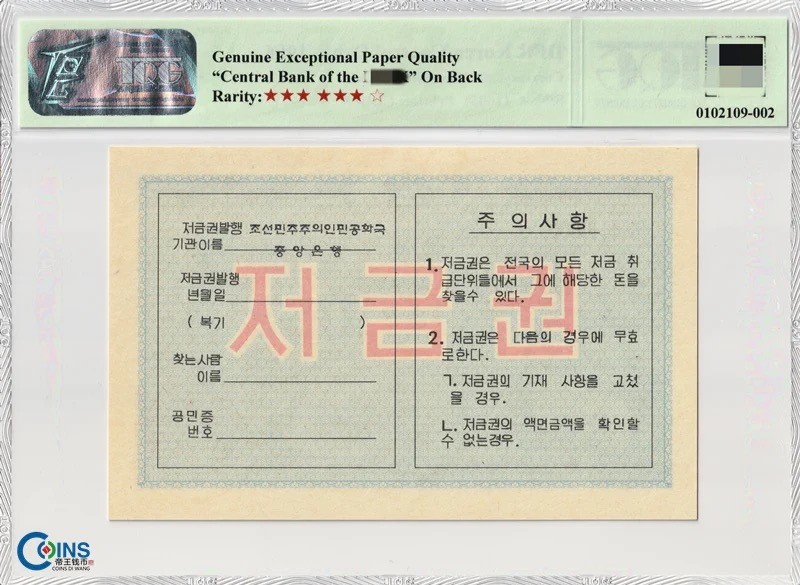 TQG
Genuine Exceptional Paper Quality
“Central Bank of the ” On Back
Rarity:★★★ ★★★ ☆
0102109-002
저금권발행 조선민주주의인민공화국
기관이름 중앙은행
저금권발행
년월일
( 복기 )
찾는사람
이름
공민증
번호
저금권
주의사항
1. 저금권은 전국의 모든 저금 취
급단위들에서 그에 해당한 돈을
찾을수 있다.
2. 저금권은 다음의 경우에 무효
로한다.
ㄱ. 저금권의 기재 사항을 고쳤
을 경우.
ㄴ. 저금권의 액면금액을 확인할
수 없는경우.
COINS
帝王钱币
COINS DI WANG